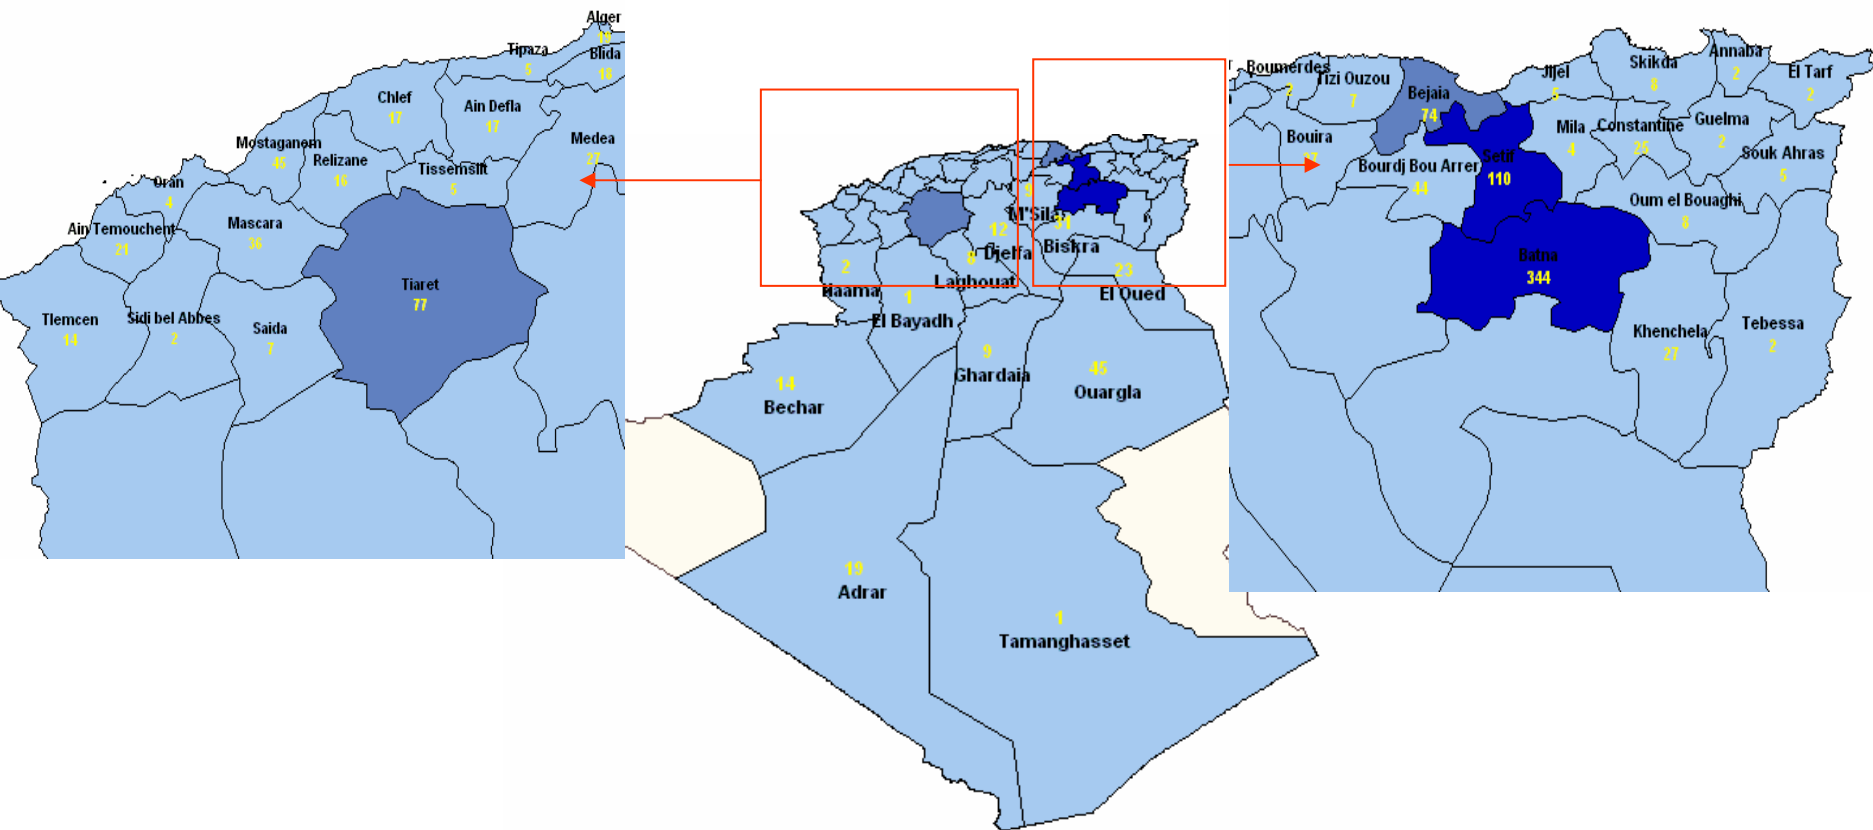 Alger
19
Tipaza
5
Blida
18
Chlef
17
Ain Defla
17
Medea
27
Mostaganem
45
Relizane
16
Tissemsilt
5
Oran
4
Mascara
36
Ain Temouchent
21
Tiaret
77
Tlemcen
14
Sidi bel Abbes
2
Saida
7
9
M'Sila
31
12
Djelfa
8
Biskra
23
2
Laghouat
Naama
1
El Oued
El Bayadh
9
Ghardaia
45
Ouargla
14
Bechar
19
Adrar
1
Tamanghasset
Boumerdes
2
Tizi Ouzou
7
Bejaia
74
Jijel
5
Skikda
8
Annaba
2
El Tarf
2
Bouira
Bourdj Bou Arrer
44
Setif
110
Mila
4
Constantine
25
Guelma
2
Souk Ahras
5
Oum el Bouaghi
8
Batna
344
Khenchela
27
Tebessa
2